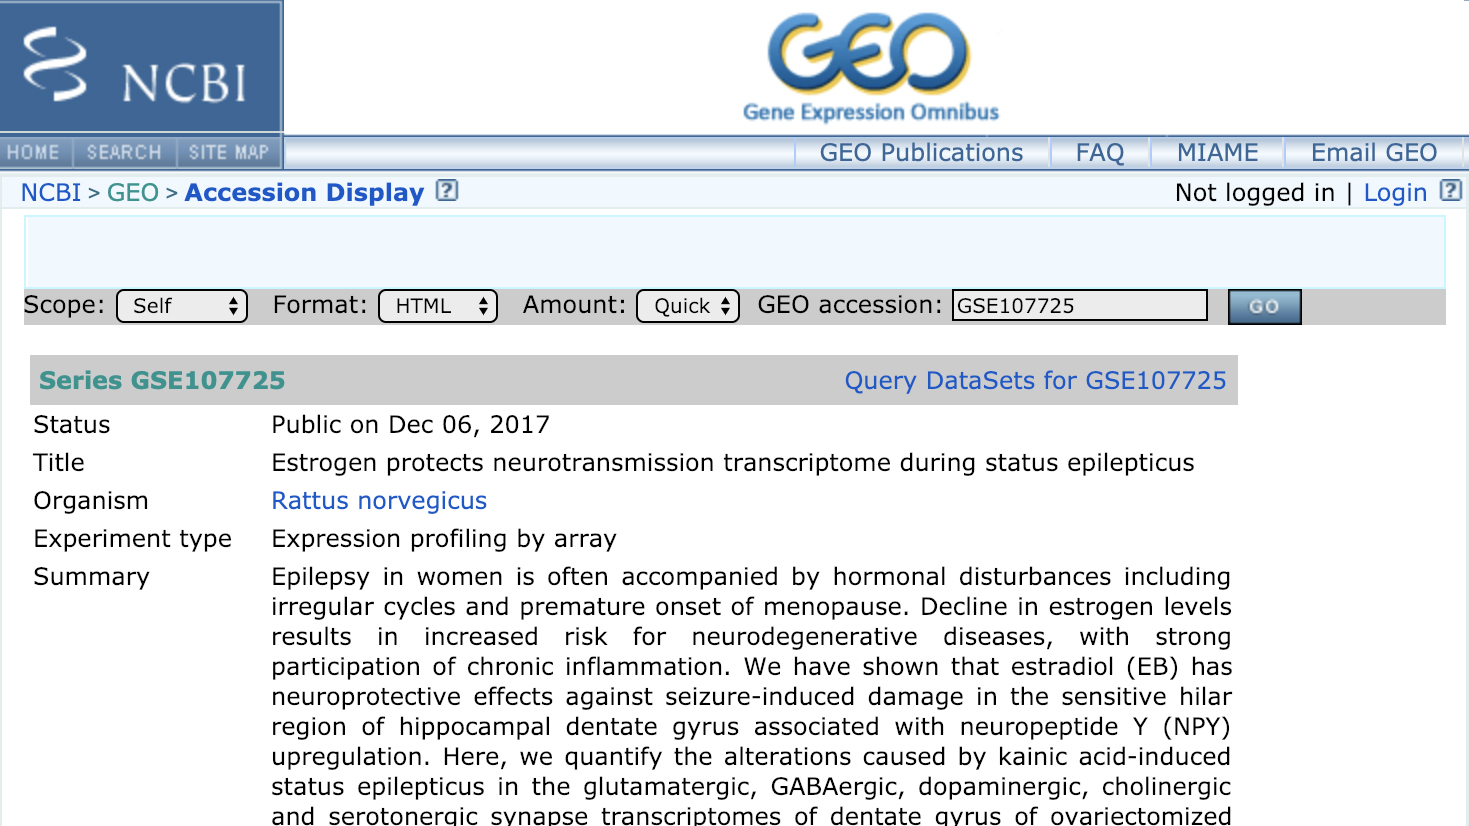 NCBI
GEO
Gene Expression Omnibus
HOME SEARCH SITE MAP
GEO Publications FAQ MIAME Email GEO
NCBI > GEO > Accession Display ? Not logged in | Login ?
Scope: Self Format: HTML Amount: Quick GEO accession: GSE107725 GO
Series GSE107725 Query DataSets for GSE107725
Status Public on Dec 06, 2017
Title Estrogen protects neurotransmission transcriptome during status epilepticus
Organism Rattus norvegicus
Experiment type Expression profiling by array
Summary Epilepsy in women is often accompanied by hormonal disturbances including
irregular cycles and premature onset of menopause. Decline in estrogen levels
results in increased risk for neurodegenerative diseases, with strong
participation of chronic inflammation. We have shown that estradiol (EB) has
neuroprotective effects against seizure-induced damage in the sensitive hilar
region of hippocampal dentate gyrus associated with neuropeptide Y (NPY)
upregulation. Here, we quantify the alterations caused by kainic acid-induced
status epilepticus in the glutamatergic, GABAergic, dopaminergic, cholinergic
and serotonergic synapse transcriptomes of dentate gyrus of ovariectomized